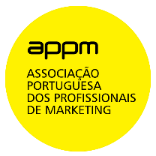 appm
ASSOCIAÇÃO
PORTUGUESA
DOS PROFISSIONAIS
DE MARKETING